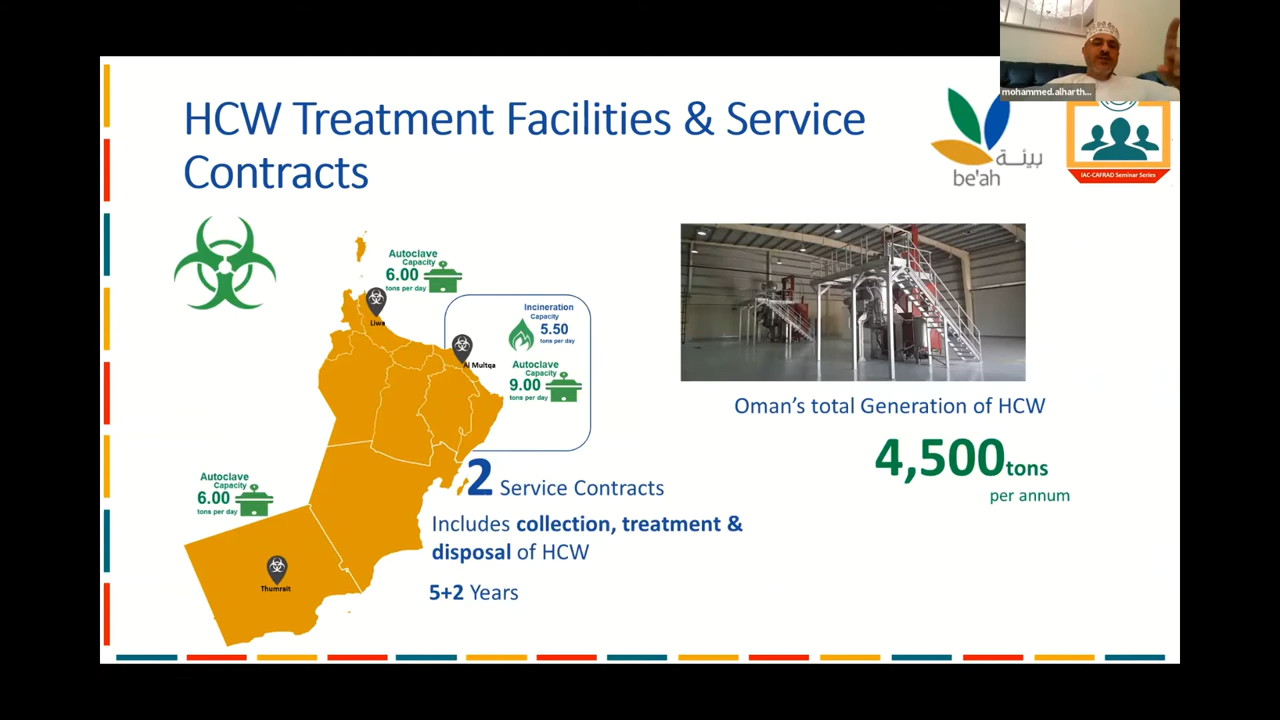 mohammed.alharth...
HCW Treatment Facilities & Service
Contracts
بيئـة
be'ah
IAC-CAFRAD Seminar Series
Autoclave
Capacity
6.00
tons per day
Liwa
Incineration
Capacity
5.50
tons per day
Al Multqa
Autoclave
Capacity
9.00
tons per day
Oman's total Generation of HCW
4,500tons
per annum
Autoclave
Capacity
6.00
tons per day
Thumrait
2 Service Contracts
Includes collection, treatment &
disposal of HCW
5+2 Years